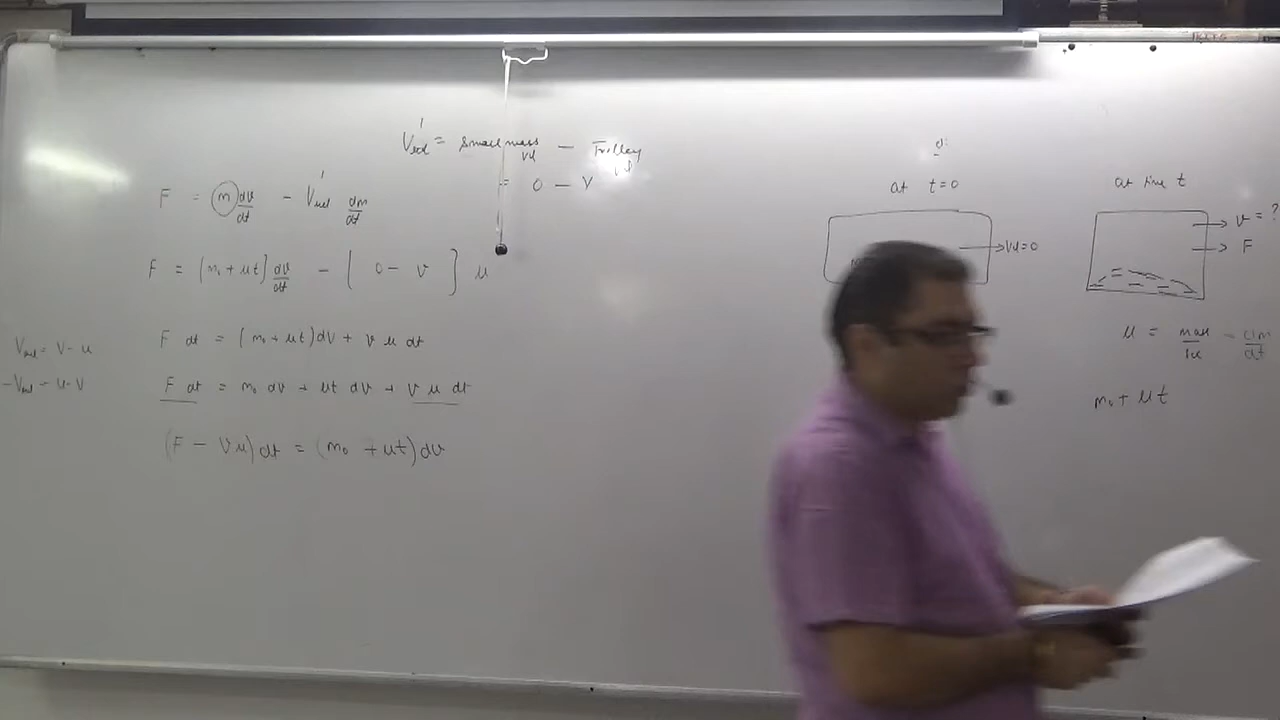 V'rel = small mass vel — Trolley vel
= 0 — V
F = m dv/dt - V'rel dm/dt
F = (m₀ + μt) dv/dt - [ 0 - v ] μ
F dt = (m₀ + μt) dv + v μ dt
F dt = m₀ dv + μt dv + v μ dt
(F - Vμ) dt = (m₀ + μt) dv
Vrel = v - u
-Vrel = u - v
at t=0
Vel=0
at time t
V = ?
F
μ = mass/sec = dm/dt
m₀ + μt